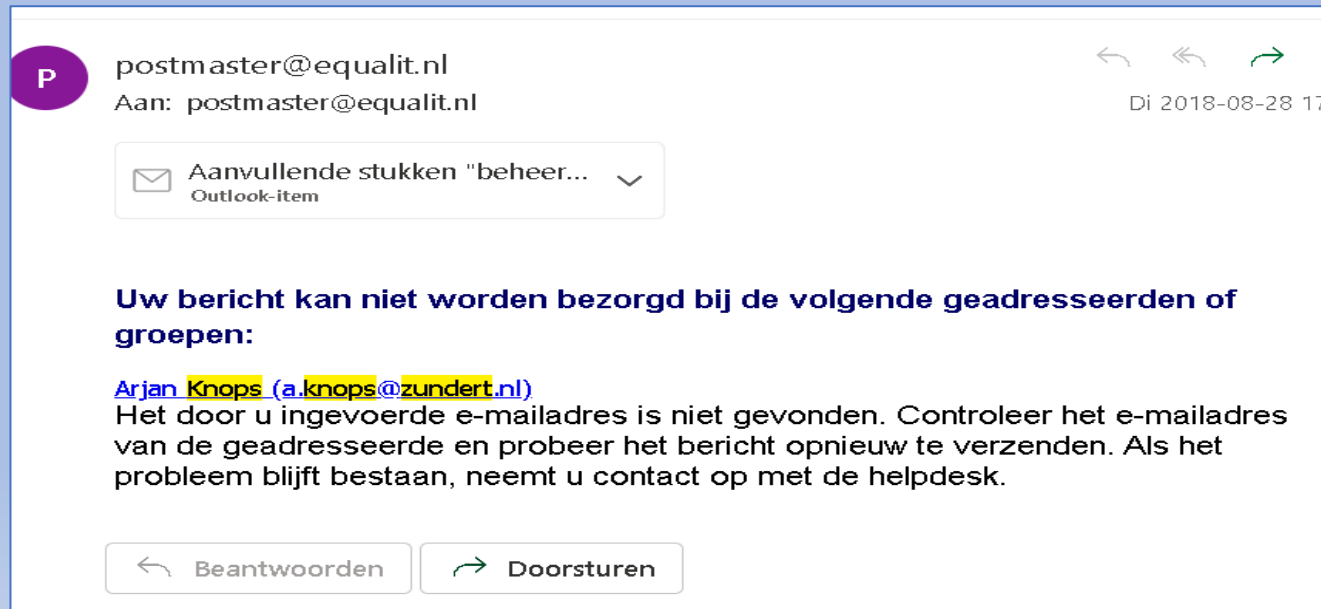 P
postmaster@equalit.nl
Aan: postmaster@equalit.nl
Di 2018-08-28 17
Aanvullende stukken "beheer...
Outlook-item
Uw bericht kan niet worden bezorgd bij de volgende geadresseerden of
groepen:
Arjan Knops (a.knops@zundert.nl)
Het door u ingevoerde e-mailadres is niet gevonden. Controleer het e-mailadres
van de geadresseerde en probeer het bericht opnieuw te verzenden. Als het
probleem blijft bestaan, neemt u contact op met de helpdesk.
Beantwoorden
Doorsturen